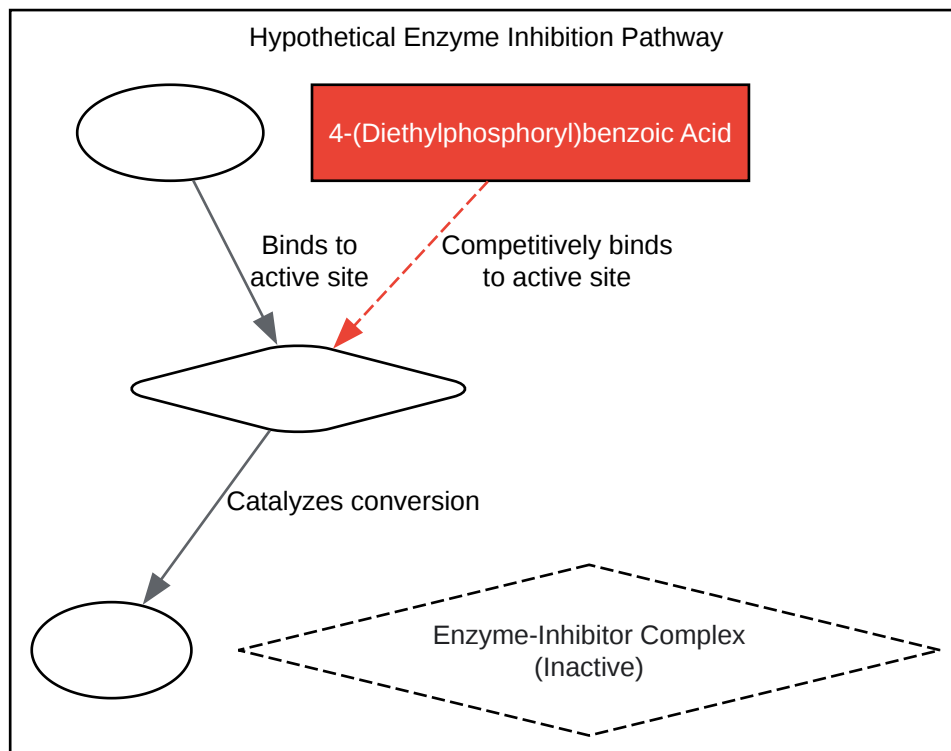 Hypothetical Enzyme Inhibition Pathway
4-(Diethylphosphoryl)benzoic Acid
Binds to
active site
Competitively binds
to active site
Catalyzes conversion
Enzyme-Inhibitor Complex
(Inactive)